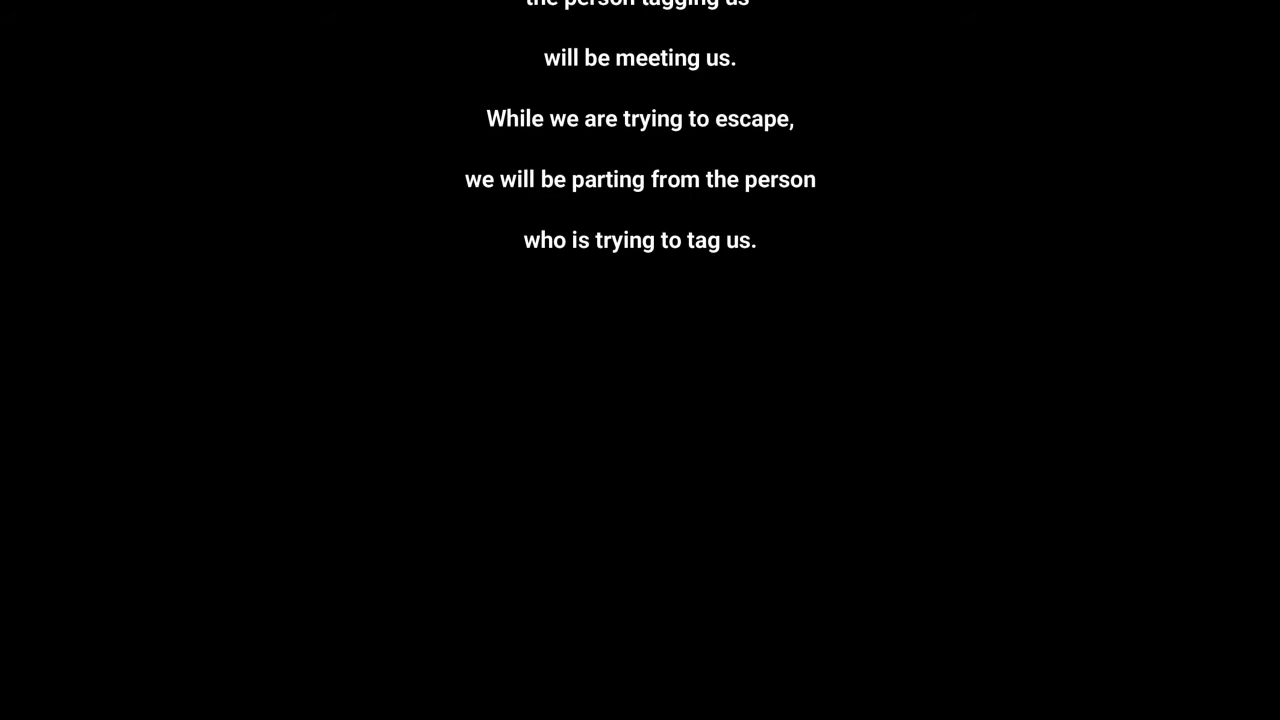 the person tagging us
will be meeting us.
While we are trying to escape,
we will be parting from the person
who is trying to tag us.